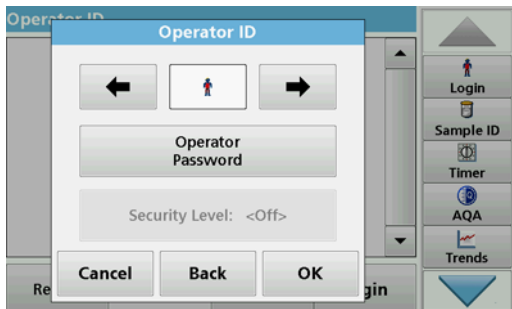 Operator ID
Operator ID
Operator
Password
Security Level: <Off>
Cancel
Back
OK
Login
Sample ID
Timer
AQA
Trends